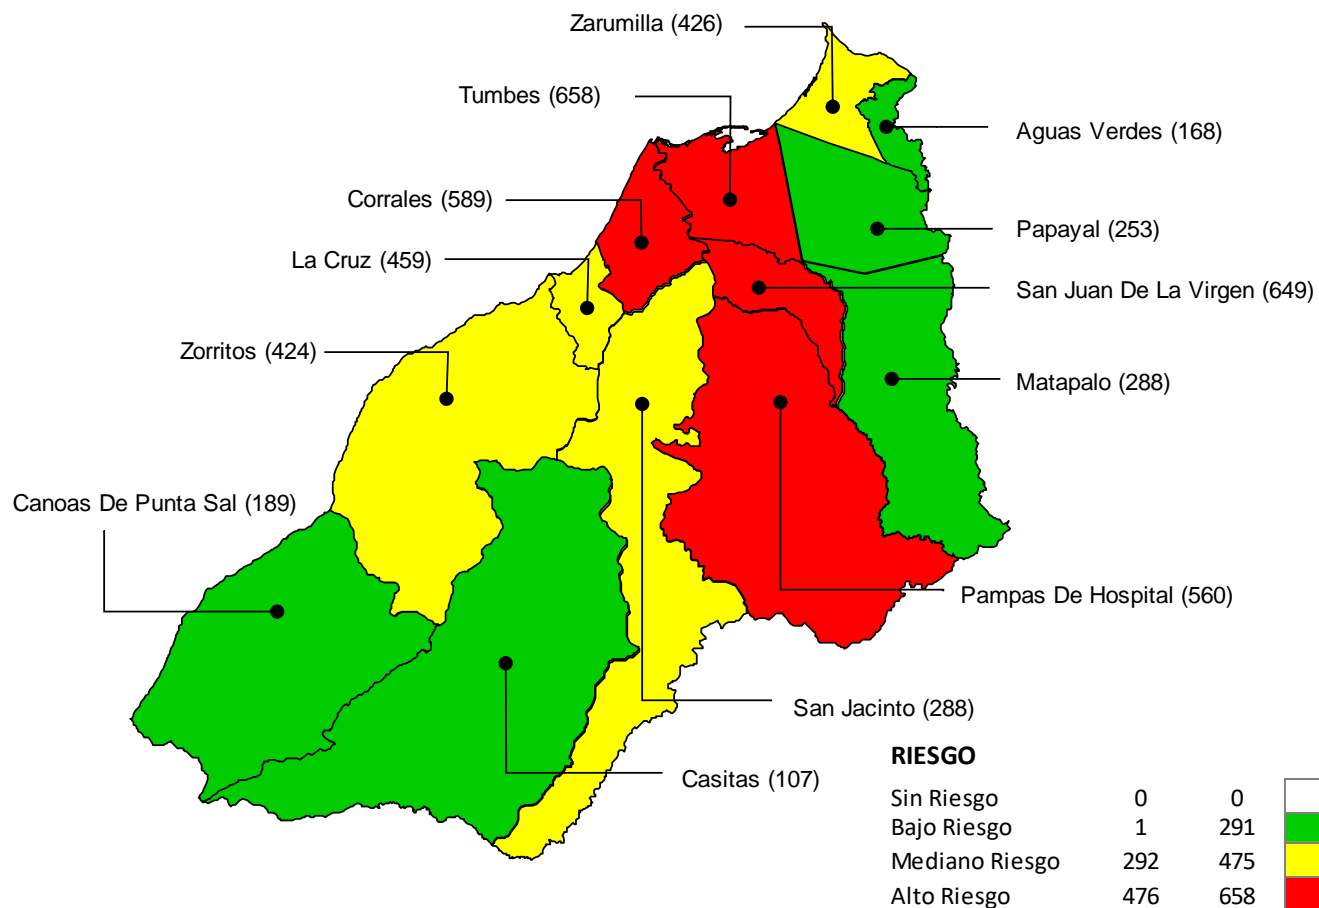 Zarumilla (426)
Tumbes (658)
Aguas Verdes (168)
Corrales (589)
Papayal (253)
La Cruz (459)
San Juan De La Virgen (649)
Zorritos (424)
Matapalo (288)
Canoas De Punta Sal (189)
Pampas De Hospital (560)
San Jacinto (288)
Casitas (107)
RIESGO
Sin Riesgo 0 0
Bajo Riesgo 1 291
Mediano Riesgo 292 475
Alto Riesgo 476 658